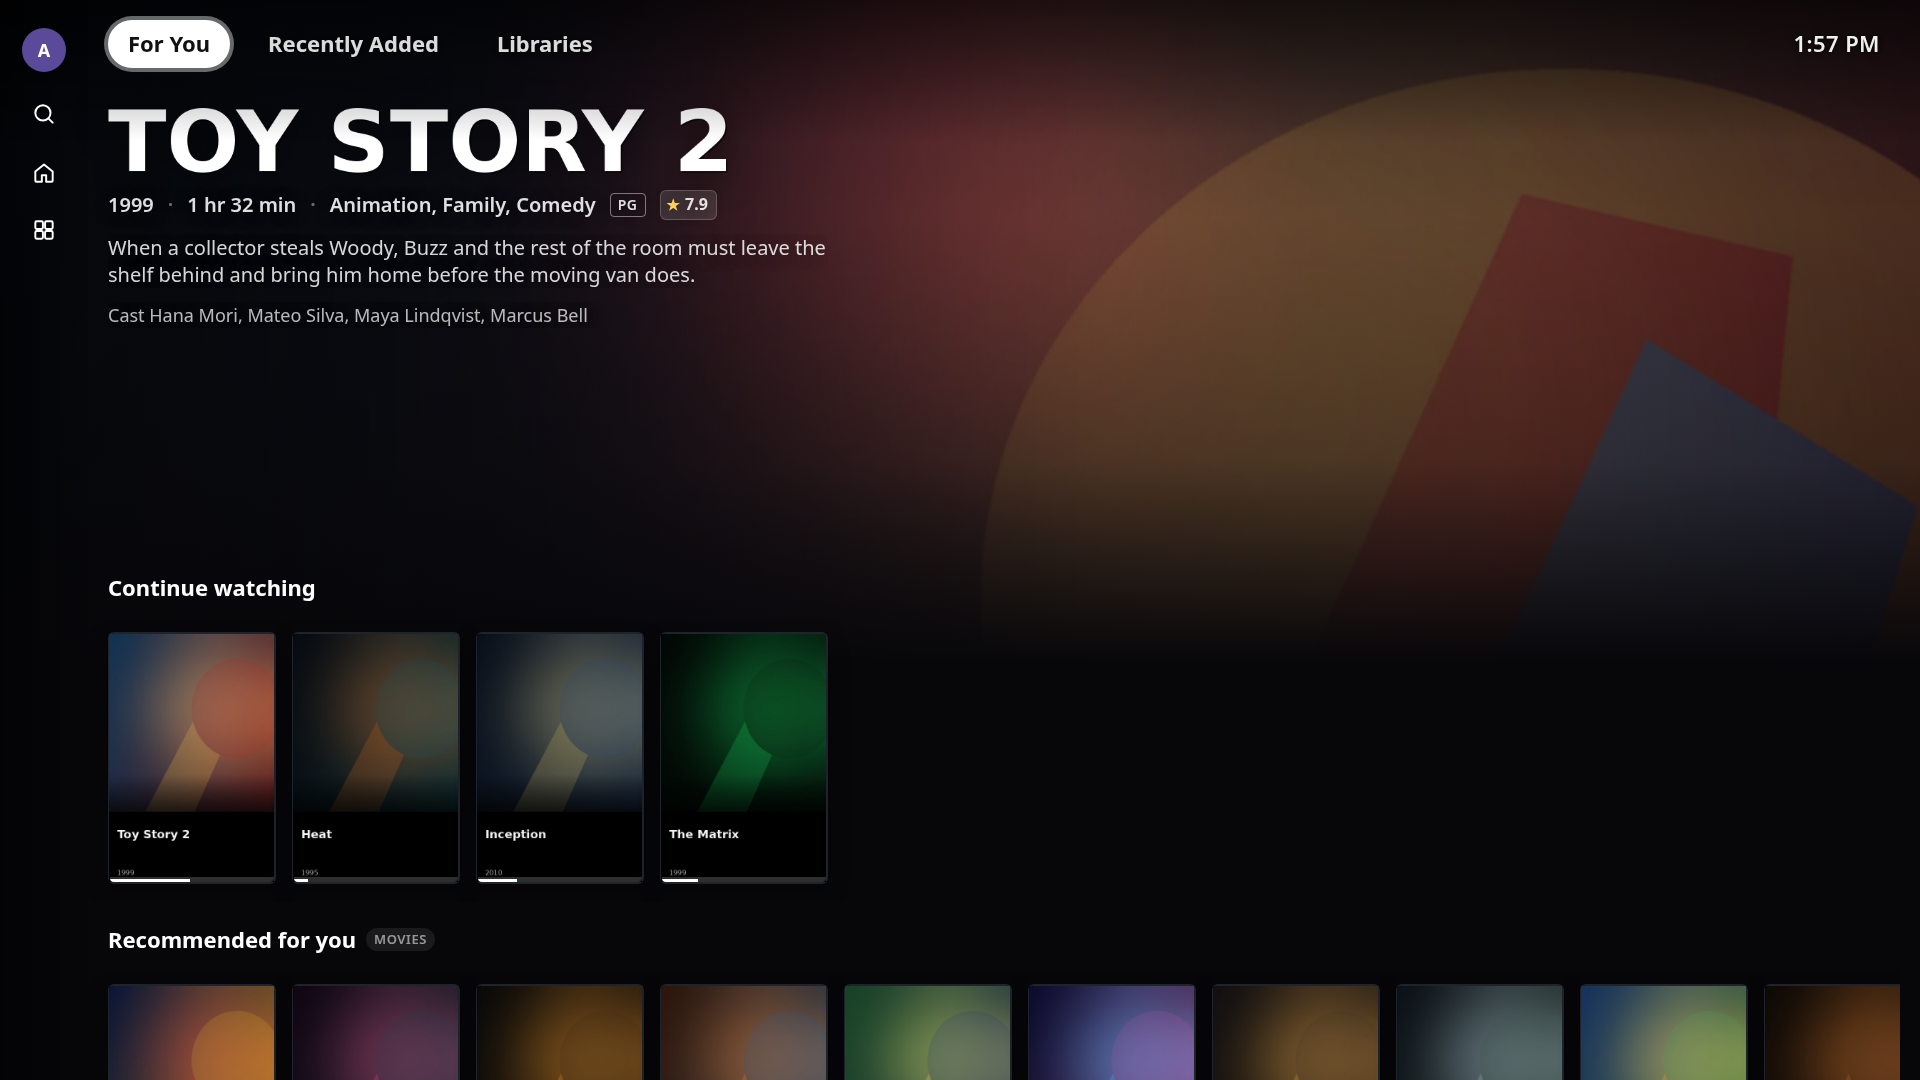 A
For You
Recently Added
Libraries
1:57 PM
TOY STORY 2
1999 · 1 hr 32 min · Animation, Family, Comedy PG ★ 7.9
When a collector steals Woody, Buzz and the rest of the room must leave the
shelf behind and bring him home before the moving van does.
Cast Hana Mori, Mateo Silva, Maya Lindqvist, Marcus Bell
Continue watching
Toy Story 2
1999
Heat
1995
Inception
2010
The Matrix
1999
Recommended for you MOVIES